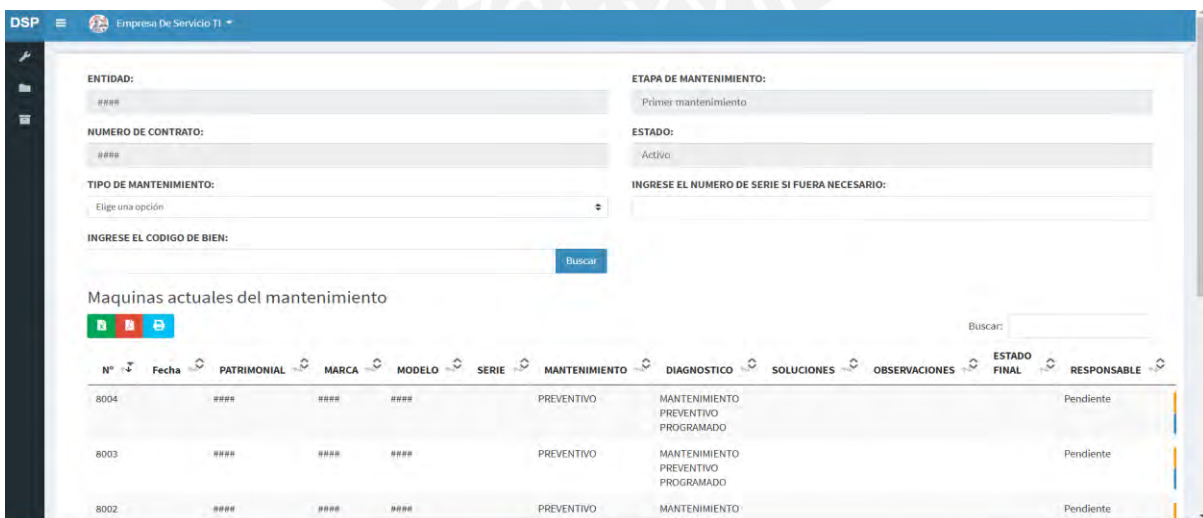 DSP Empresa De Servicio TI
ENTIDAD: ETAPA DE MANTENIMIENTO:
#### Primer mantenimiento
NUMERO DE CONTRATO: ESTADO:
#### Activo
TIPO DE MANTENIMIENTO: INGRESE EL NUMERO DE SERIE SI FUERA NECESARIO:
Elige una opción
INGRESE EL CODIGO DE BIEN:
Buscar
Maquinas actuales del mantenimiento
Buscar:
N° Fecha PATRIMONIAL MARCA MODELO SERIE MANTENIMIENTO DIAGNOSTICO SOLUCIONES OBSERVACIONES ESTADO FINAL RESPONSABLE
8004 #### #### #### PREVENTIVO MANTENIMIENTO Pendiente
PREVENTIVO
PROGRAMADO
8003 #### #### #### PREVENTIVO MANTENIMIENTO Pendiente
PREVENTIVO
PROGRAMADO
8002 #### #### #### PREVENTIVO MANTENIMIENTO Pendiente